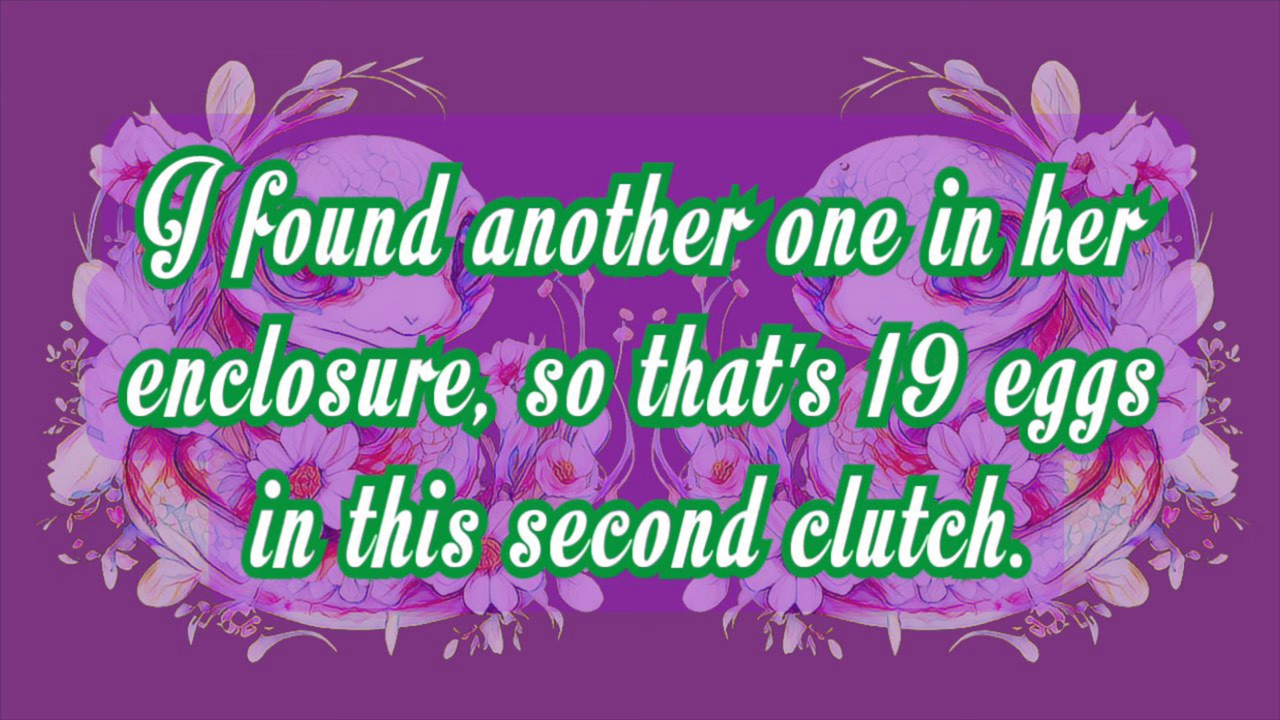 I found another one in her
enclosure, so that's 19 eggs
in this second clutch.